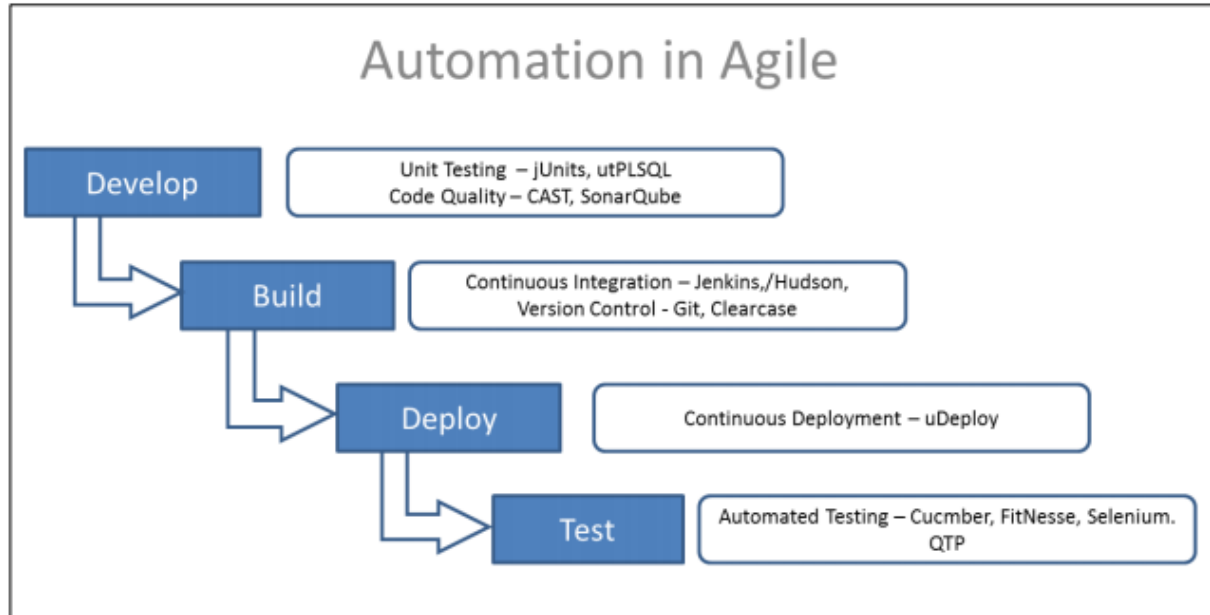 Automation in Agile
Develop
Unit Testing – jUnits, utPLSQL
Code Quality – CAST, SonarQube
Build
Continuous Integration – Jenkins,/Hudson,
Version Control - Git, Clearcase
Deploy
Continuous Deployment – uDeploy
Test
Automated Testing – Cucmber, FitNesse, Selenium.
QTP